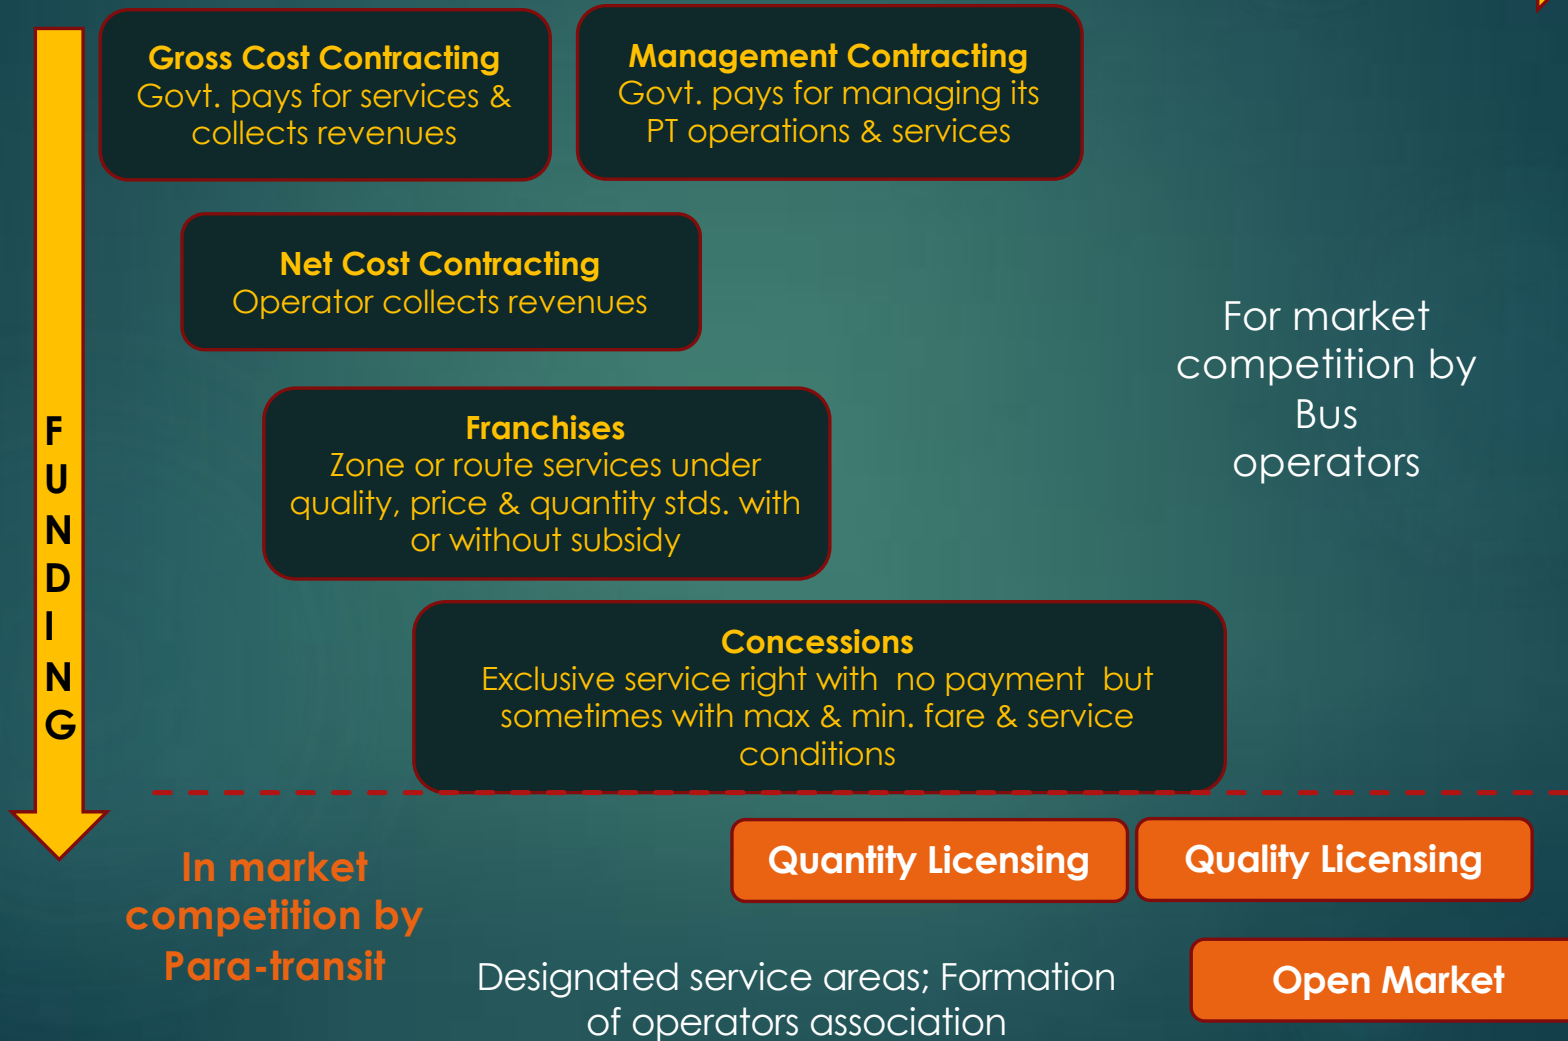 Gross Cost Contracting
Govt. pays for services &
collects revenues
Management Contracting
Govt. pays for managing its
PT operations & services
Net Cost Contracting
Operator collects revenues
For market
competition by
Bus
operators
Franchises
Zone or route services under
quality, price & quantity stds. with
or without subsidy
F
U
N
D
I
N
G
Concessions
Exclusive service right with no payment but
sometimes with max & min. fare & service
conditions
Quantity Licensing
Quality Licensing
In market
competition by
Para-transit
Designated service areas; Formation
of operators association
Open Market